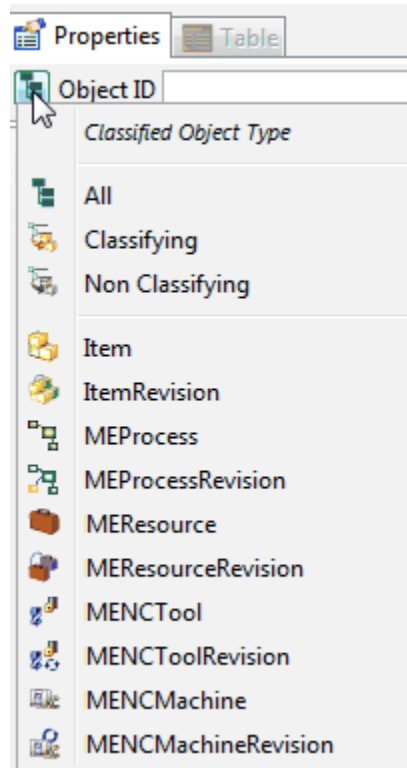 Properties
Table
Object ID
Classified Object Type
All
Classifying
Non Classifying
Item
ItemRevision
MEProcess
MEProcessRevision
MEResource
MEResourceRevision
MENCTool
MENCToolRevision
MENCMachine
MENCMachineRevision